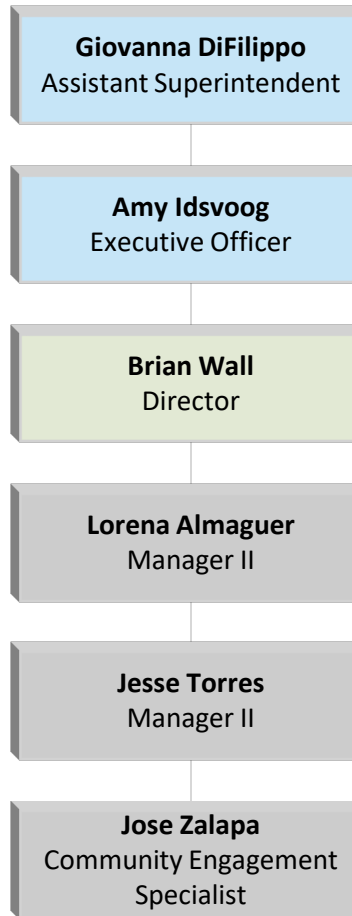 Giovanna DiFilippo
Assistant Superintendent
Amy Idsvoog
Executive Officer
Brian Wall
Director
Lorena Almaguer
Manager II
Jesse Torres
Manager II
Jose Zalapa
Community Engagement
Specialist